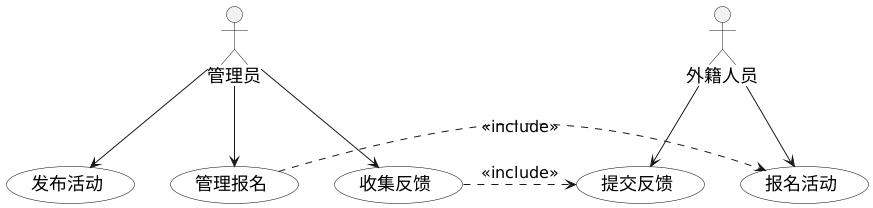 管理员
外籍人员
«include»
«include»
发布活动
管理报名
收集反馈
提交反馈
报名活动